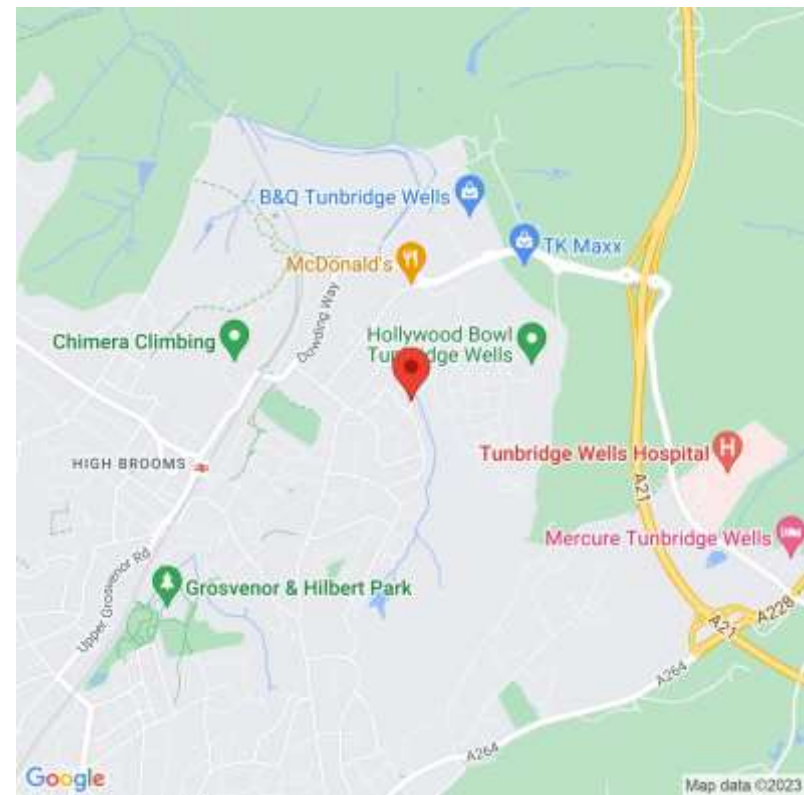 B&Q Tunbridge Wells
TK Maxx
McDonald's
Dowding Way
Chimera Climbing
Hollywood Bowl
Tunbridge Wells
HIGH BROOMS
Tunbridge Wells Hospital
H
A21
Mercure Tunbridge Wells
Upper Grosvenor Rd
Grosvenor & Hilbert Park
A21
A228
A264
A264
Google
Map data ©2023